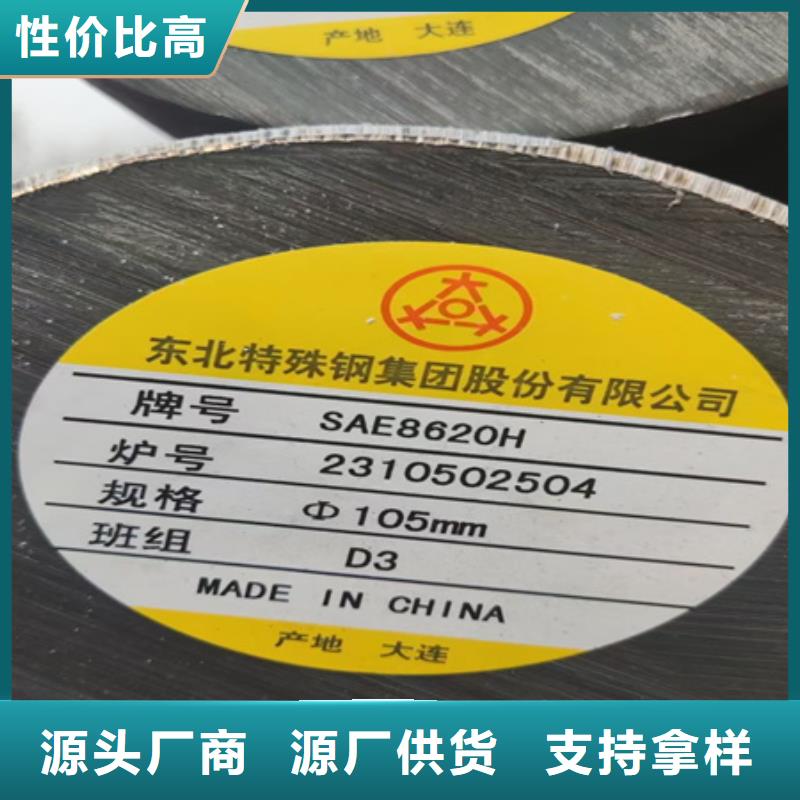 性价比高
产地 大连
东北特殊钢集团股份有限公司
牌号 SAE8620H
炉号 2310502504
规格 Φ105mm
班组 D3
MADE IN CHINA
产地 大连
源头厂商 源厂供货 支持拿样